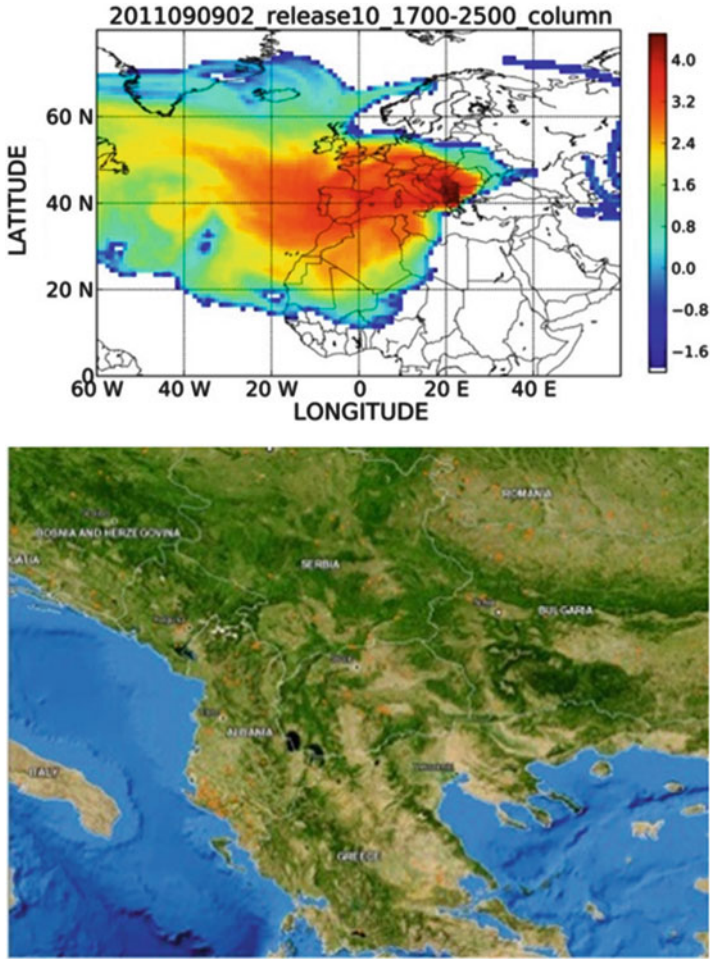 2011090902_release10_1700-2500_column
LATITUDE
60 N
40 N
20 N
0
60 W 40 W 20 W 0 20 E 40 E
LONGITUDE
4.0
3.2
2.4
1.6
0.8
0.0
−0.8
−1.6
ROMANIA
BOSNIA AND HERZEGOVINA
SERBIA
BULGARIA
ALBANIA
ITALY
GREECE